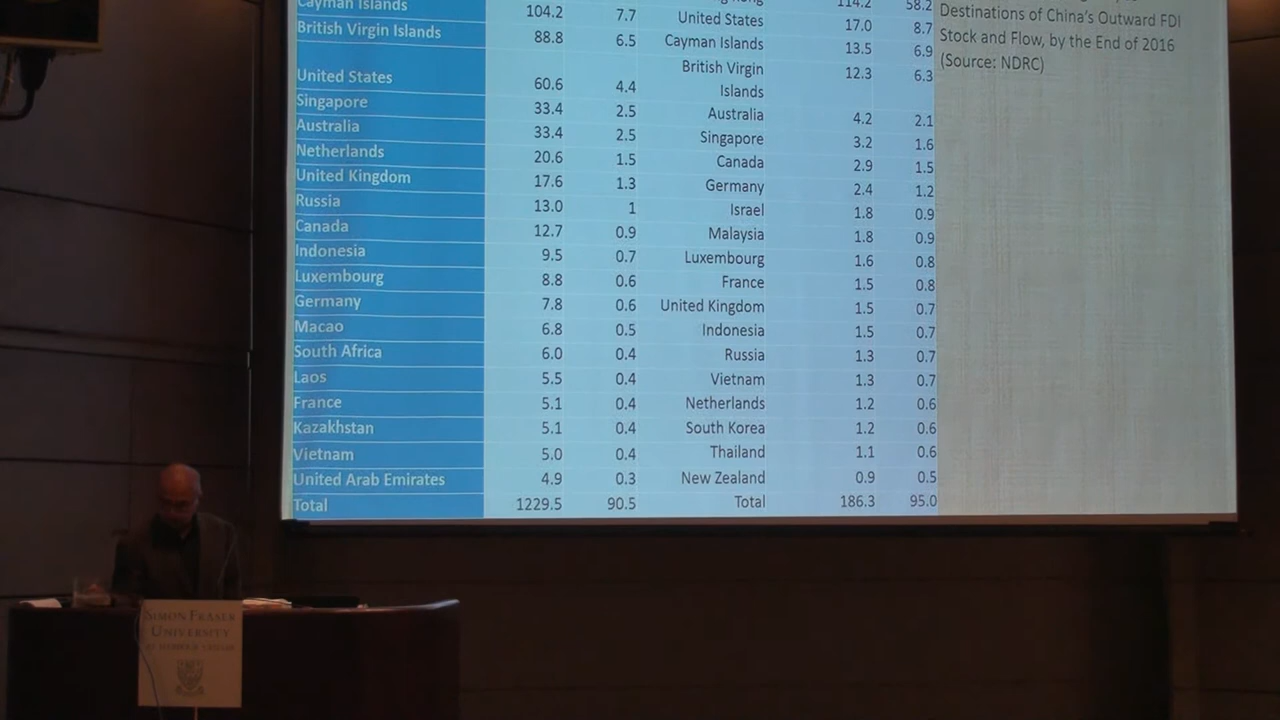 Cayman Islands 104.2 7.7
114.2 58.2
British Virgin Islands 88.8 6.5 United States 17.0 8.7
Cayman Islands 13.5 6.9
United States 60.6 4.4 British Virgin Islands 12.3 6.3
Singapore 33.4 2.5 Australia 4.2 2.1
Australia 33.4 2.5 Singapore 3.2 1.6
Netherlands 20.6 1.5 Canada 2.9 1.5
United Kingdom 17.6 1.3 Germany 2.4 1.2
Russia 13.0 1 Israel 1.8 0.9
Canada 12.7 0.9 Malaysia 1.8 0.9
Indonesia 9.5 0.7 Luxembourg 1.6 0.8
Luxembourg 8.8 0.6 France 1.5 0.8
Germany 7.8 0.6 United Kingdom 1.5 0.7
Macao 6.8 0.5 Indonesia 1.5 0.7
South Africa 6.0 0.4 Russia 1.3 0.7
Laos 5.5 0.4 Vietnam 1.3 0.7
France 5.1 0.4 Netherlands 1.2 0.6
Kazakhstan 5.1 0.4 South Korea 1.2 0.6
Vietnam 5.0 0.4 Thailand 1.1 0.6
United Arab Emirates 4.9 0.3 New Zealand 0.9 0.5
Total 1229.5 90.5 Total 186.3 95.0
Destinations of China's Outward FDI
Stock and Flow, by the End of 2016
(Source: NDRC)
SIMON FRASER
UNIVERSITY